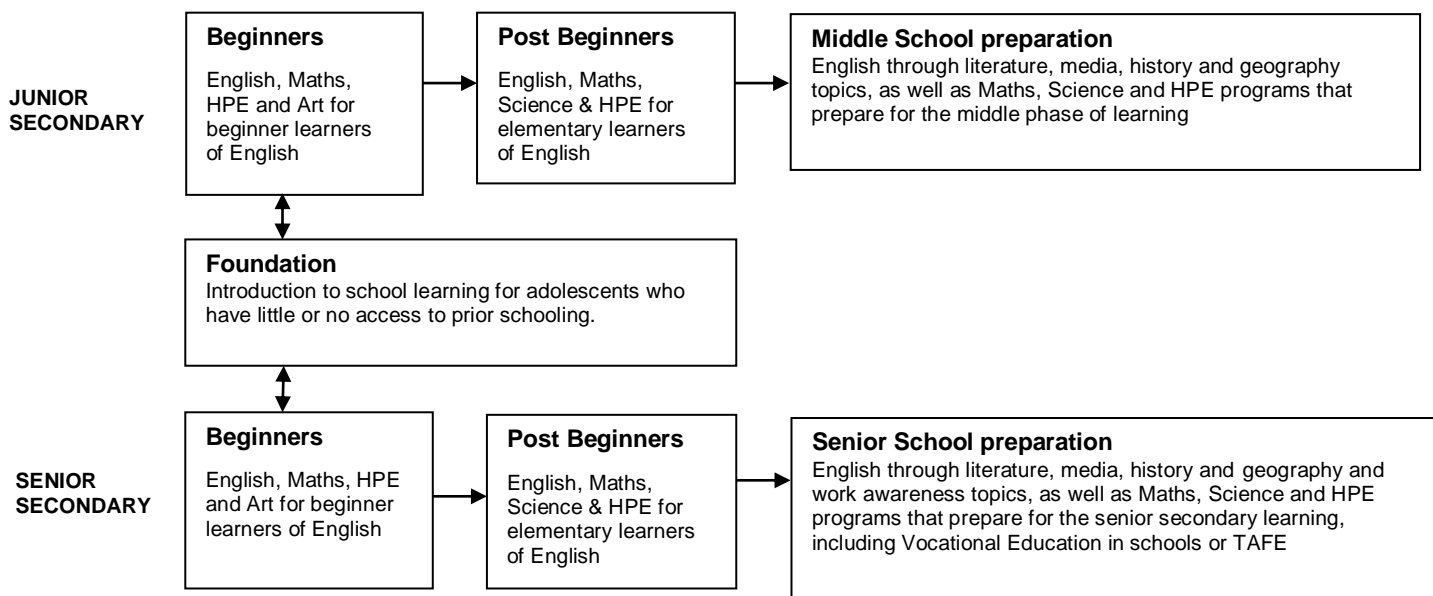 JUNIOR
SECONDARY
Beginners
English, Maths,
HPE and Art for
beginner learners
of English
Post Beginners
English, Maths,
Science & HPE for
elementary learners
of English
Middle School preparation
English through literature, media, history and geography
topics, as well as Maths, Science and HPE programs that
prepare for the middle phase of learning
Foundation
Introduction to school learning for adolescents who
have little or no access to prior schooling.
SENIOR
SECONDARY
Beginners
English, Maths, HPE
and Art for beginner
learners of English
Post Beginners
English, Maths,
Science & HPE for
elementary learners
of English
Senior School preparation
English through literature, media, history and geography and
work awareness topics, as well as Maths, Science and HPE
programs that prepare for the senior secondary learning,
including Vocational Education in schools or TAFE